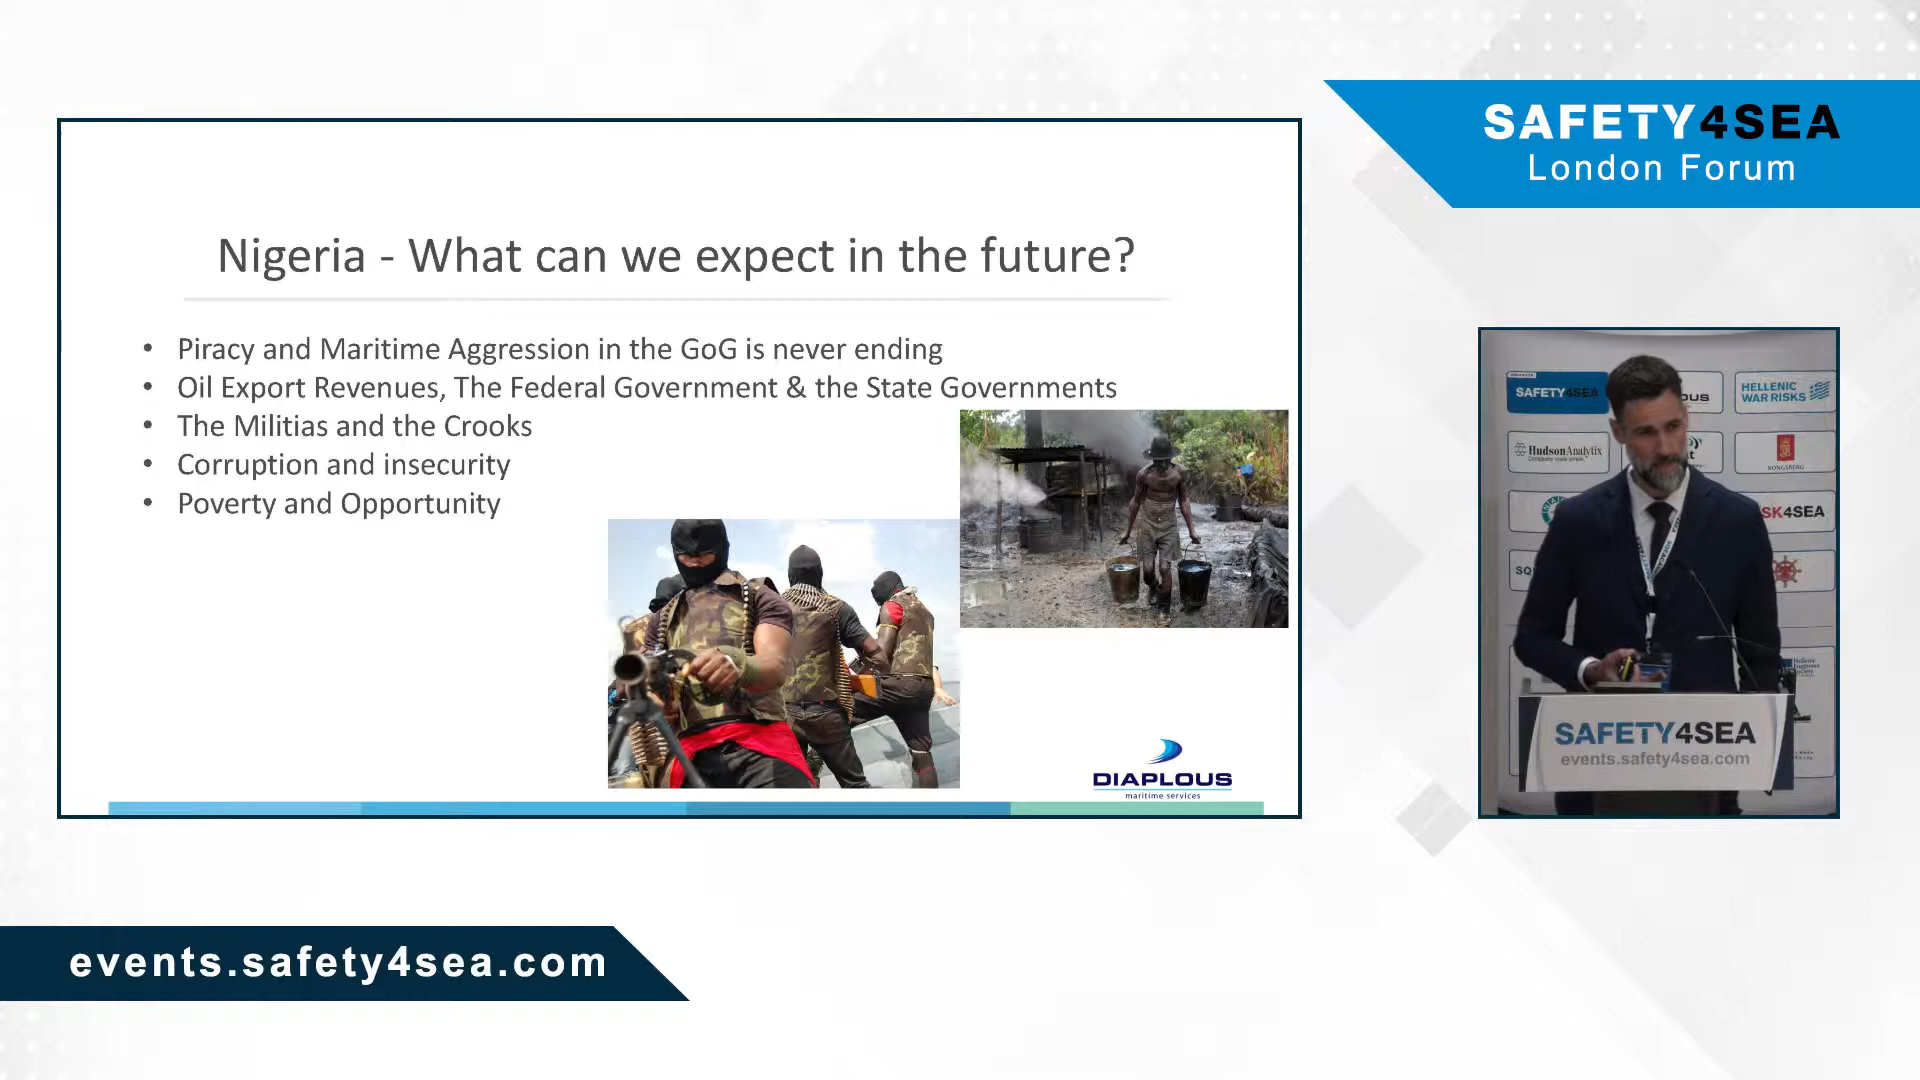 SAFETY4SEA
London Forum
Nigeria - What can we expect in the future?
• Piracy and Maritime Aggression in the GoG is never ending
• Oil Export Revenues, The Federal Government & the State Governments
• The Militias and the Crooks
• Corruption and insecurity
• Poverty and Opportunity
DIAPLOUS
maritime services
SAFETY4SEA
HELLENIC
WAR RISKS
HudsonAnalytix
KONGSBERG
SK4SEA
SAFETY4SEA
events.safety4sea.com
events.safety4sea.com